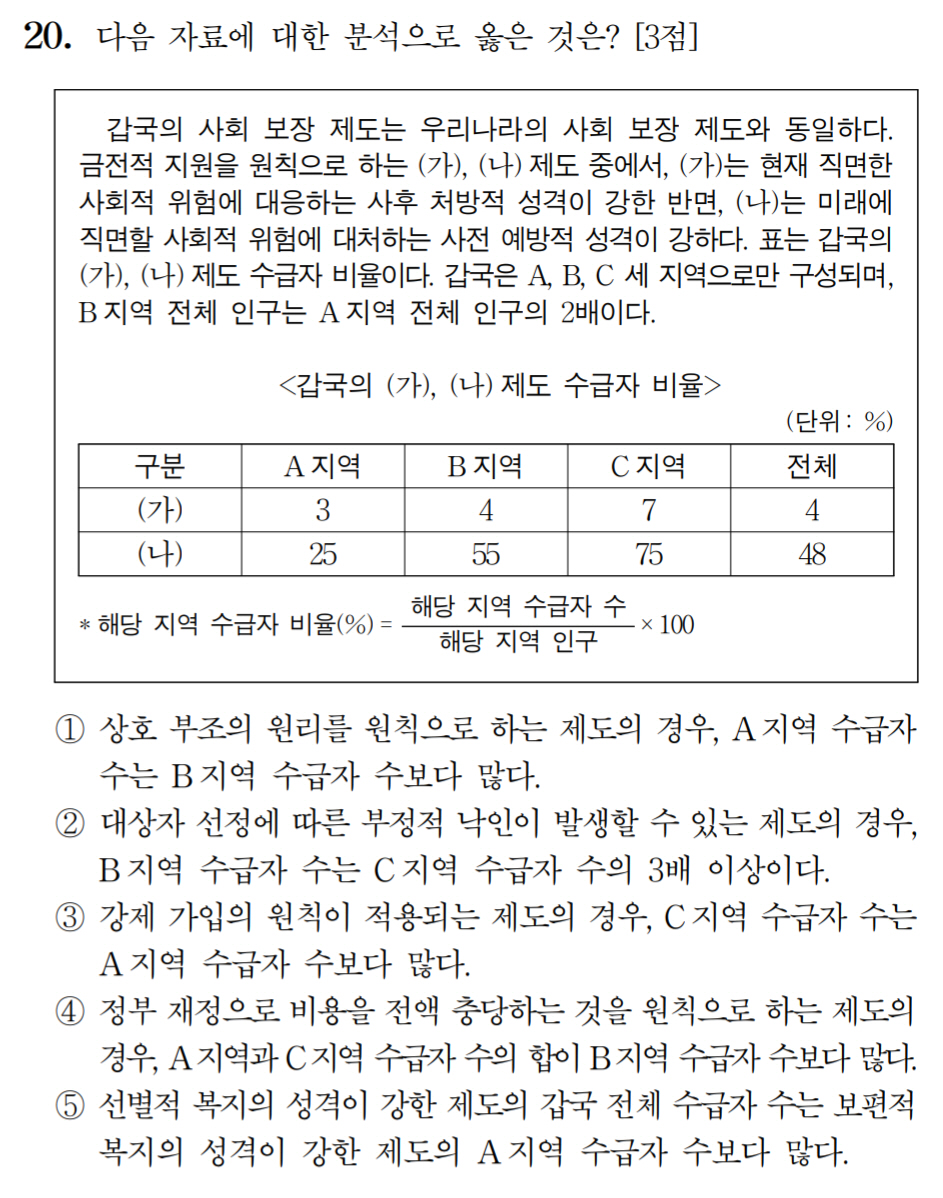 20. 다음 자료에 대한 분석으로 옳은 것은? [3점]
갑국의 사회 보장 제도는 우리나라의 사회 보장 제도와 동일하다.
금전적 지원을 원칙으로 하는 (가), (나) 제도 중에서, (가)는 현재 직면한
사회적 위험에 대응하는 사후 처방적 성격이 강한 반면, (나)는 미래에
직면할 사회적 위험에 대처하는 사전 예방적 성격이 강하다. 표는 갑국의
(가), (나) 제도 수급자 비율이다. 갑국은 A, B, C 세 지역으로만 구성되며,
B 지역 전체 인구는 A 지역 전체 인구의 2배이다.
<갑국의 (가), (나) 제도 수급자 비율>
(단위 : %)
구분 A 지역 B 지역 C 지역 전체
(가) 3 4 7 4
(나) 25 55 75 48
* 해당 지역 수급자 비율(%) = 해당 지역 수급자 수 / 해당 지역 인구 × 100
① 상호 부조의 원리를 원칙으로 하는 제도의 경우, A 지역 수급자
수는 B 지역 수급자 수보다 많다.
② 대상자 선정에 따른 부정적 낙인이 발생할 수 있는 제도의 경우,
B 지역 수급자 수는 C 지역 수급자 수의 3배 이상이다.
③ 강제 가입의 원칙이 적용되는 제도의 경우, C 지역 수급자 수는
A 지역 수급자 수보다 많다.
④ 정부 재정으로 비용을 전액 충당하는 것을 원칙으로 하는 제도의
경우, A 지역과 C 지역 수급자 수의 합이 B 지역 수급자 수보다 많다.
⑤ 선별적 복지의 성격이 강한 제도의 갑국 전체 수급자 수는 보편적
복지의 성격이 강한 제도의 A 지역 수급자 수보다 많다.